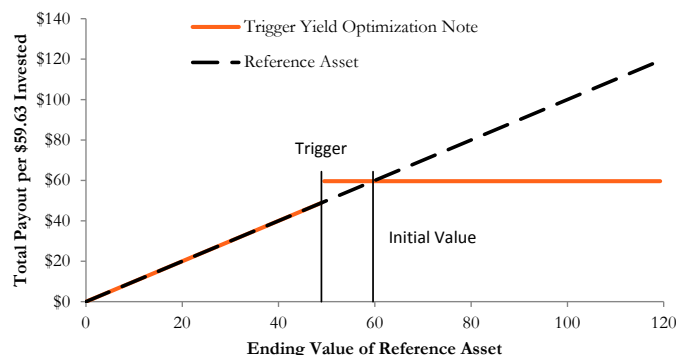 $140
$120
$100
$80
$60
$40
$20
$0
Total Payout per $59.63 Invested
Trigger Yield Optimization Note
Reference Asset
Trigger
Initial Value
0 20 40 60 80 100 120
Ending Value of Reference Asset